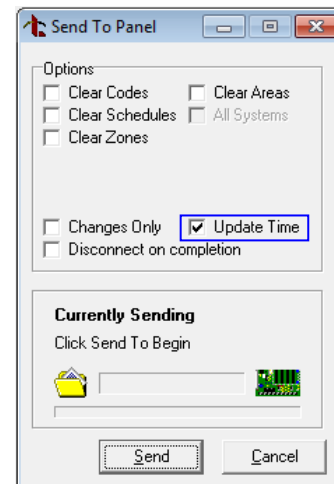 Send To Panel
Options
Clear Codes Clear Areas
Clear Schedules All Systems
Clear Zones
Changes Only Update Time
Disconnect on completion
Currently Sending
Click Send To Begin
Send Cancel